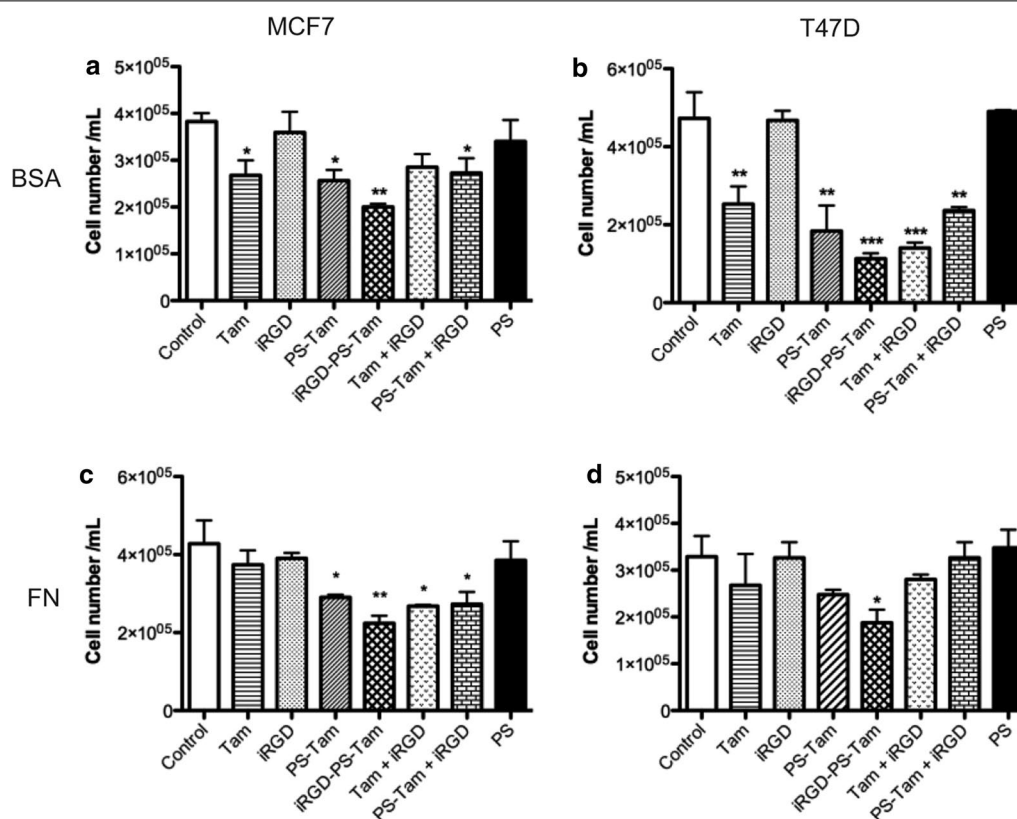 MCF7
T47D
BSA
FN
a
Cell number /mL
5×10⁰⁵
4×10⁰⁵
3×10⁰⁵
2×10⁰⁵
1×10⁰⁵
0
*
*
**
*
Control
Tam
iRGD
PS-Tam
iRGD-PS-Tam
Tam + iRGD
PS-Tam + iRGD
PS
b
Cell number /mL
6×10⁰⁵
4×10⁰⁵
2×10⁰⁵
0
**
**
***
***
**
Control
Tam
iRGD
PS-Tam
iRGD-PS-Tam
Tam + iRGD
PS-Tam + iRGD
PS
c
Cell number /mL
6×10⁰⁵
4×10⁰⁵
2×10⁰⁵
0
*
**
*
*
Control
Tam
iRGD
PS-Tam
iRGD-PS-Tam
Tam + iRGD
PS-Tam + iRGD
PS
d
Cell number /mL
5×10⁰⁵
4×10⁰⁵
3×10⁰⁵
2×10⁰⁵
1×10⁰⁵
0
*
Control
Tam
iRGD
PS-Tam
iRGD-PS-Tam
Tam + iRGD
PS-Tam + iRGD
PS